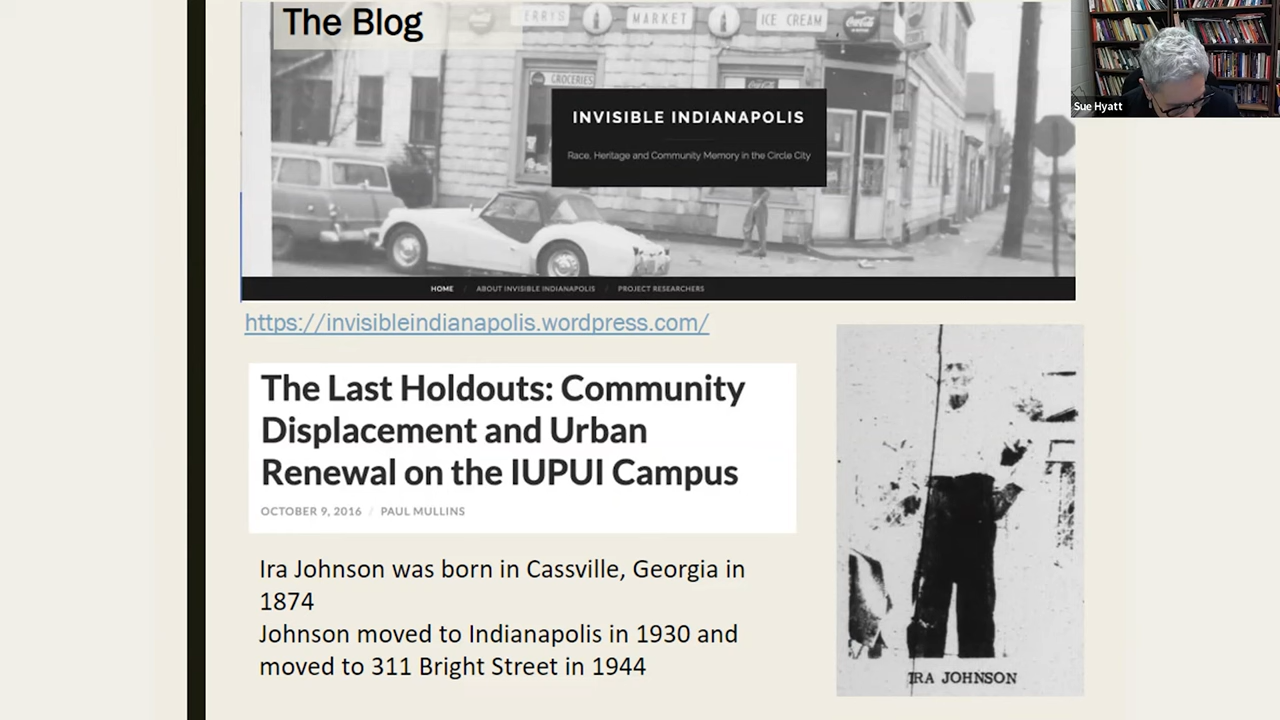 The Blog
ERRYS MARKET ICE CREAM Coca-Cola
GROCERIES
INVISIBLE INDIANAPOLIS
Race, Heritage and Community Memory in the Circle City
HOME / ABOUT INVISIBLE INDIANAPOLIS / PROJECT RESEARCHERS
Sue Hyatt
https://invisibleindianapolis.wordpress.com/
The Last Holdouts: Community
Displacement and Urban
Renewal on the IUPUI Campus
OCTOBER 9, 2016 / PAUL MULLINS
Ira Johnson was born in Cassville, Georgia in
1874
Johnson moved to Indianapolis in 1930 and
moved to 311 Bright Street in 1944
IRA JOHNSON